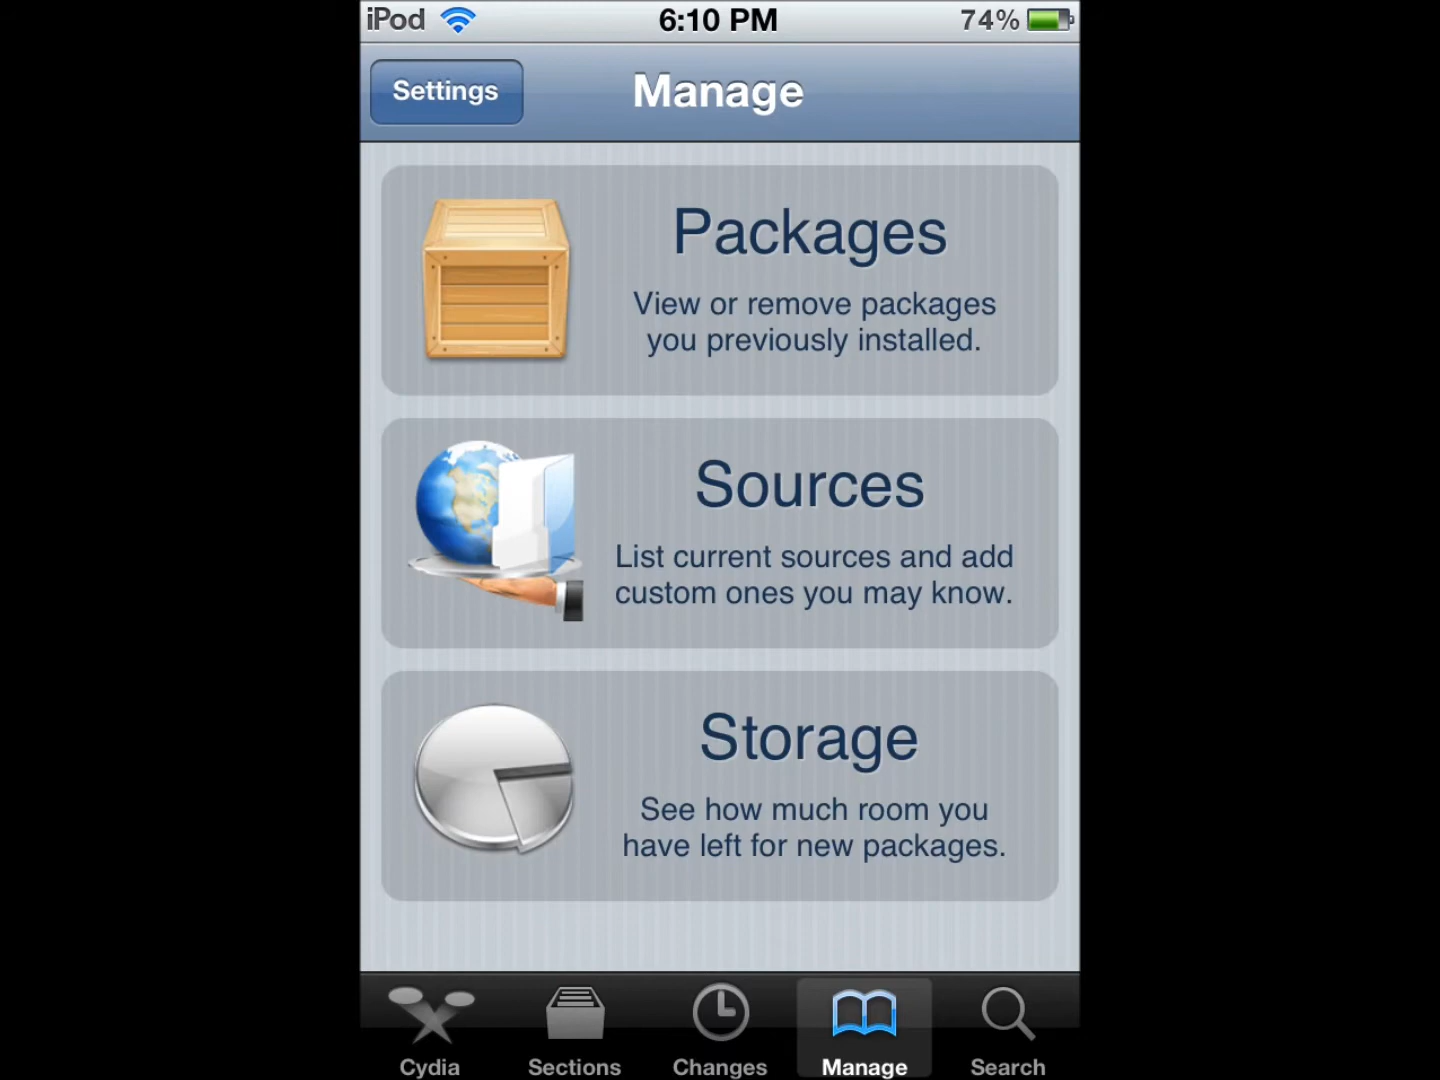 iPod 6:10 PM 74%
Settings Manage
Packages
View or remove packages
you previously installed.
Sources
List current sources and add
custom ones you may know.
Storage
See how much room you
have left for new packages.
Cydia Sections Changes Manage Search